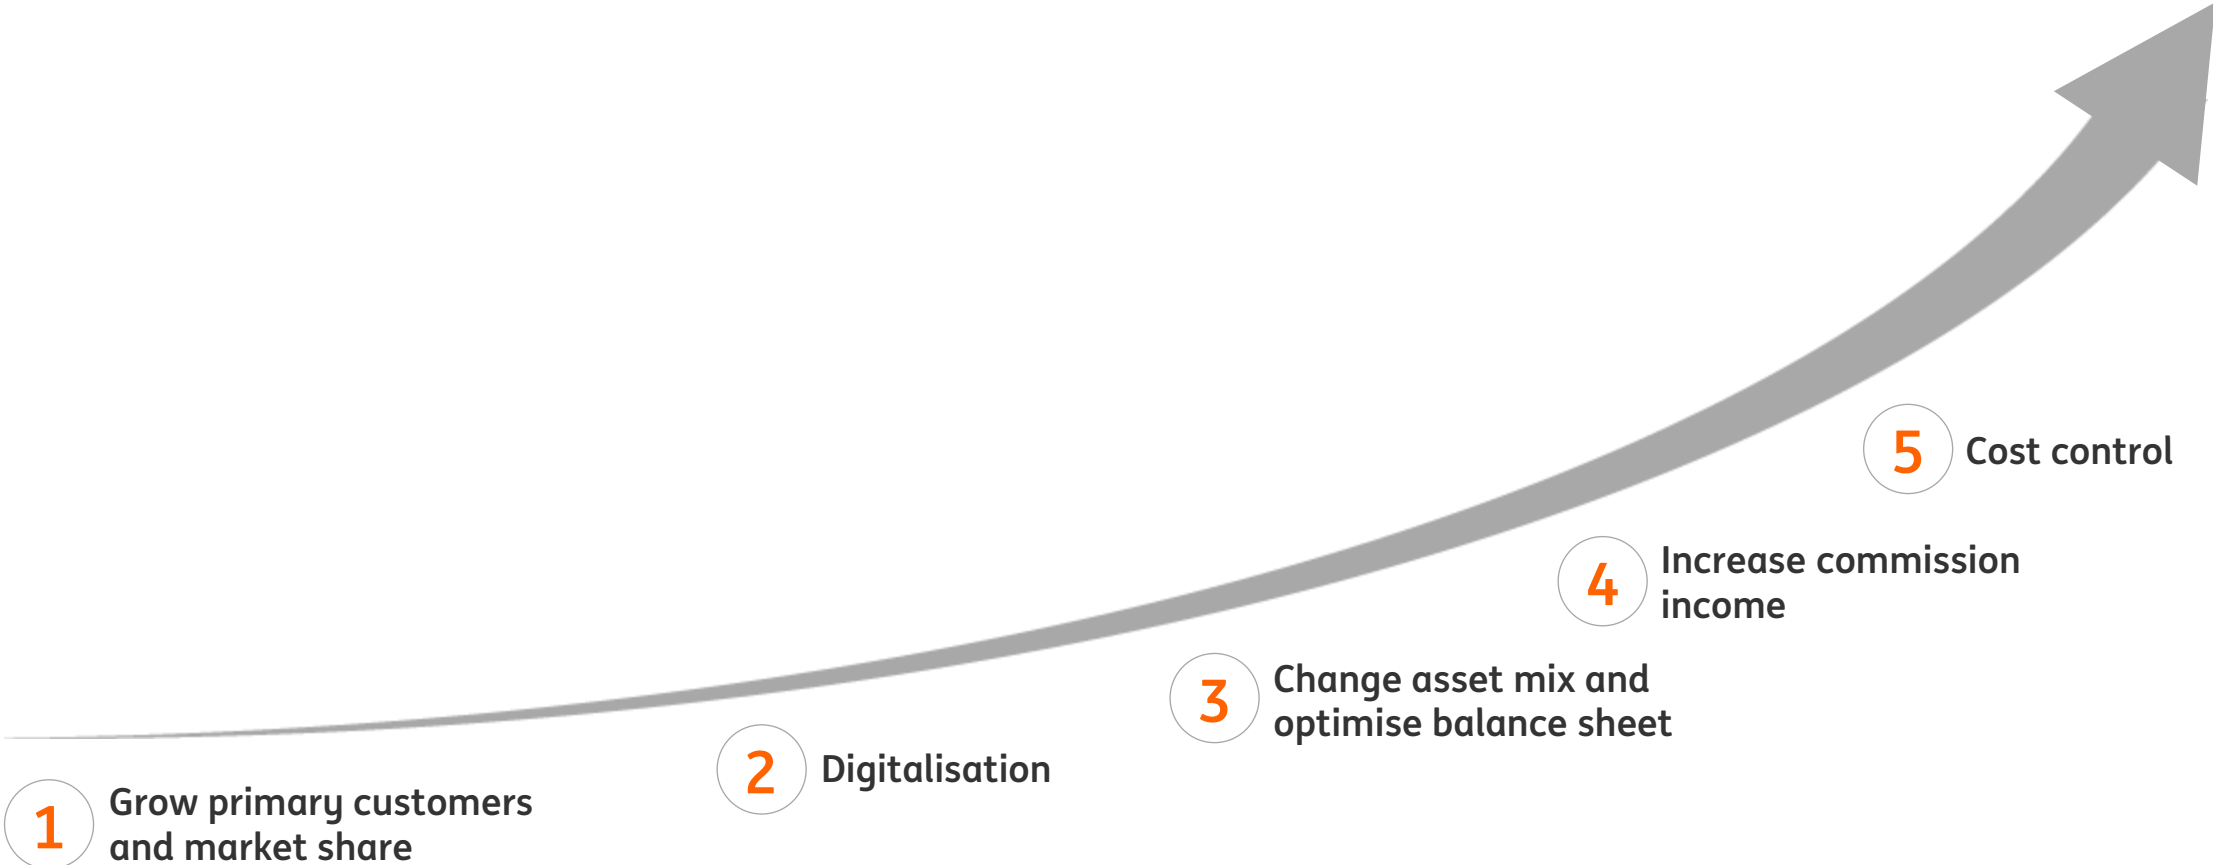 1
Grow primary customers
and market share
2
Digitalisation
3
Change asset mix and
optimise balance sheet
4
Increase commission
income
5
Cost control